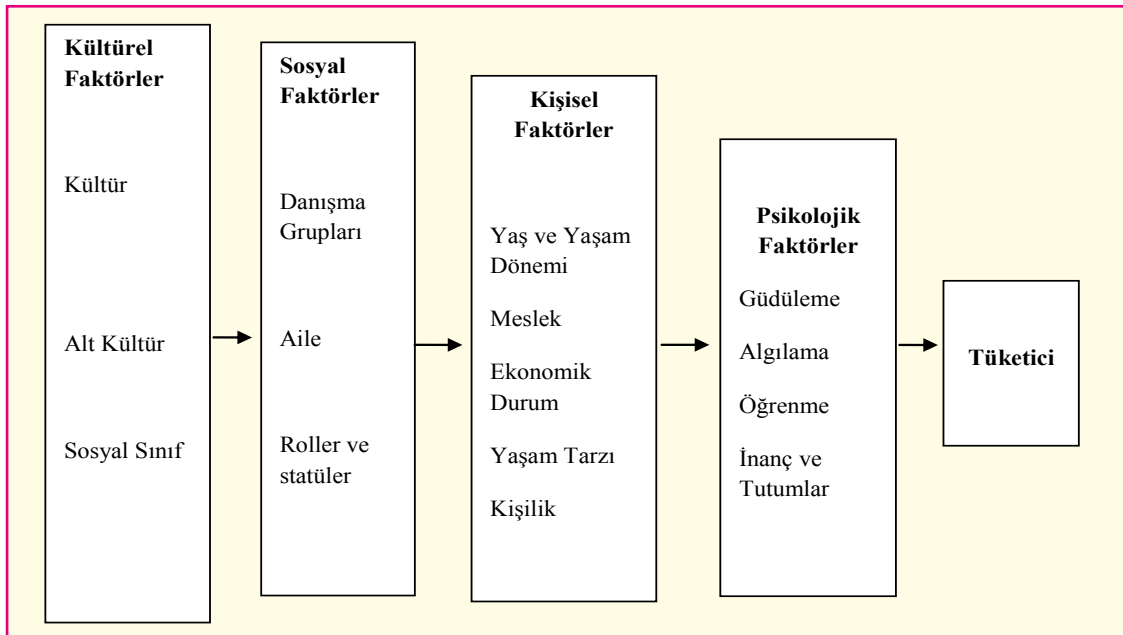 Kültürel
Faktörler
Kültür
Alt Kültür
Sosyal Sınıf
Sosyal
Faktörler
Danışma
Grupları
Aile
Roller ve
statüler
Kişisel
Faktörler
Yaş ve Yaşam
Dönemi
Meslek
Ekonomik
Durum
Yaşam Tarzı
Kişilik
Psikolojik
Faktörler
Güdüleme
Algılama
Öğrenme
İnanç ve
Tutumlar
Tüketici